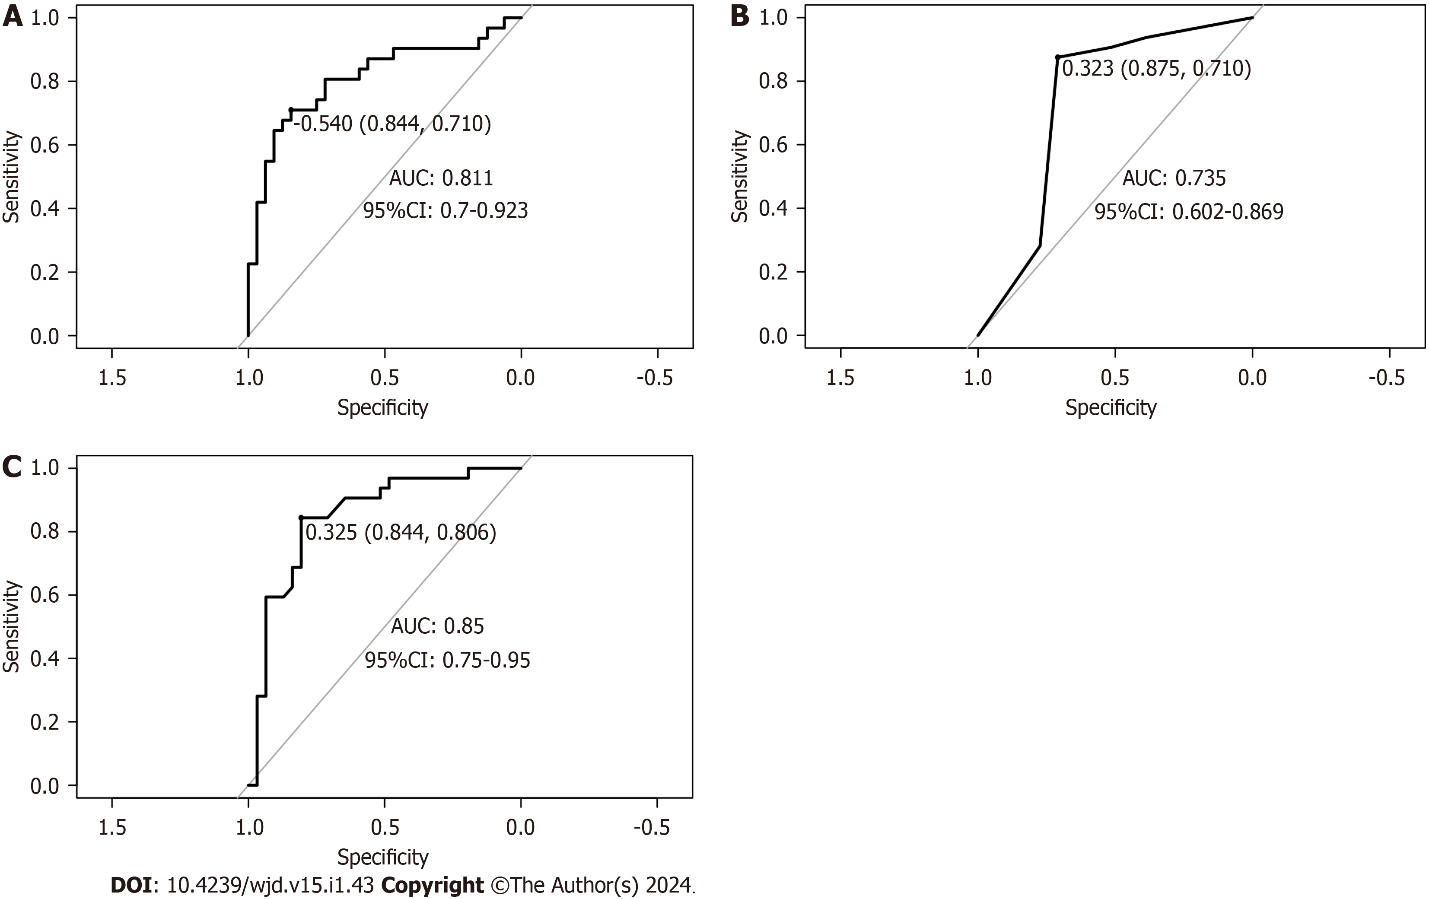 A
1.0
0.8
0.6
0.4
0.2
0.0
Sensitivity
-0.540 (0.844, 0.710)
AUC: 0.811
95%CI: 0.7-0.923
1.5 1.0 0.5 0.0 -0.5
Specificity
B
1.0
0.8
0.6
0.4
0.2
0.0
Sensitivity
0.323 (0.875, 0.710)
AUC: 0.735
95%CI: 0.602-0.869
1.5 1.0 0.5 0.0 -0.5
Specificity
C
1.0
0.8
0.6
0.4
0.2
0.0
Sensitivity
0.325 (0.844, 0.806)
AUC: 0.85
95%CI: 0.75-0.95
1.5 1.0 0.5 0.0 -0.5
Specificity
DOI: 10.4239/wjd.v15.i1.43 Copyright ©The Author(s) 2024.